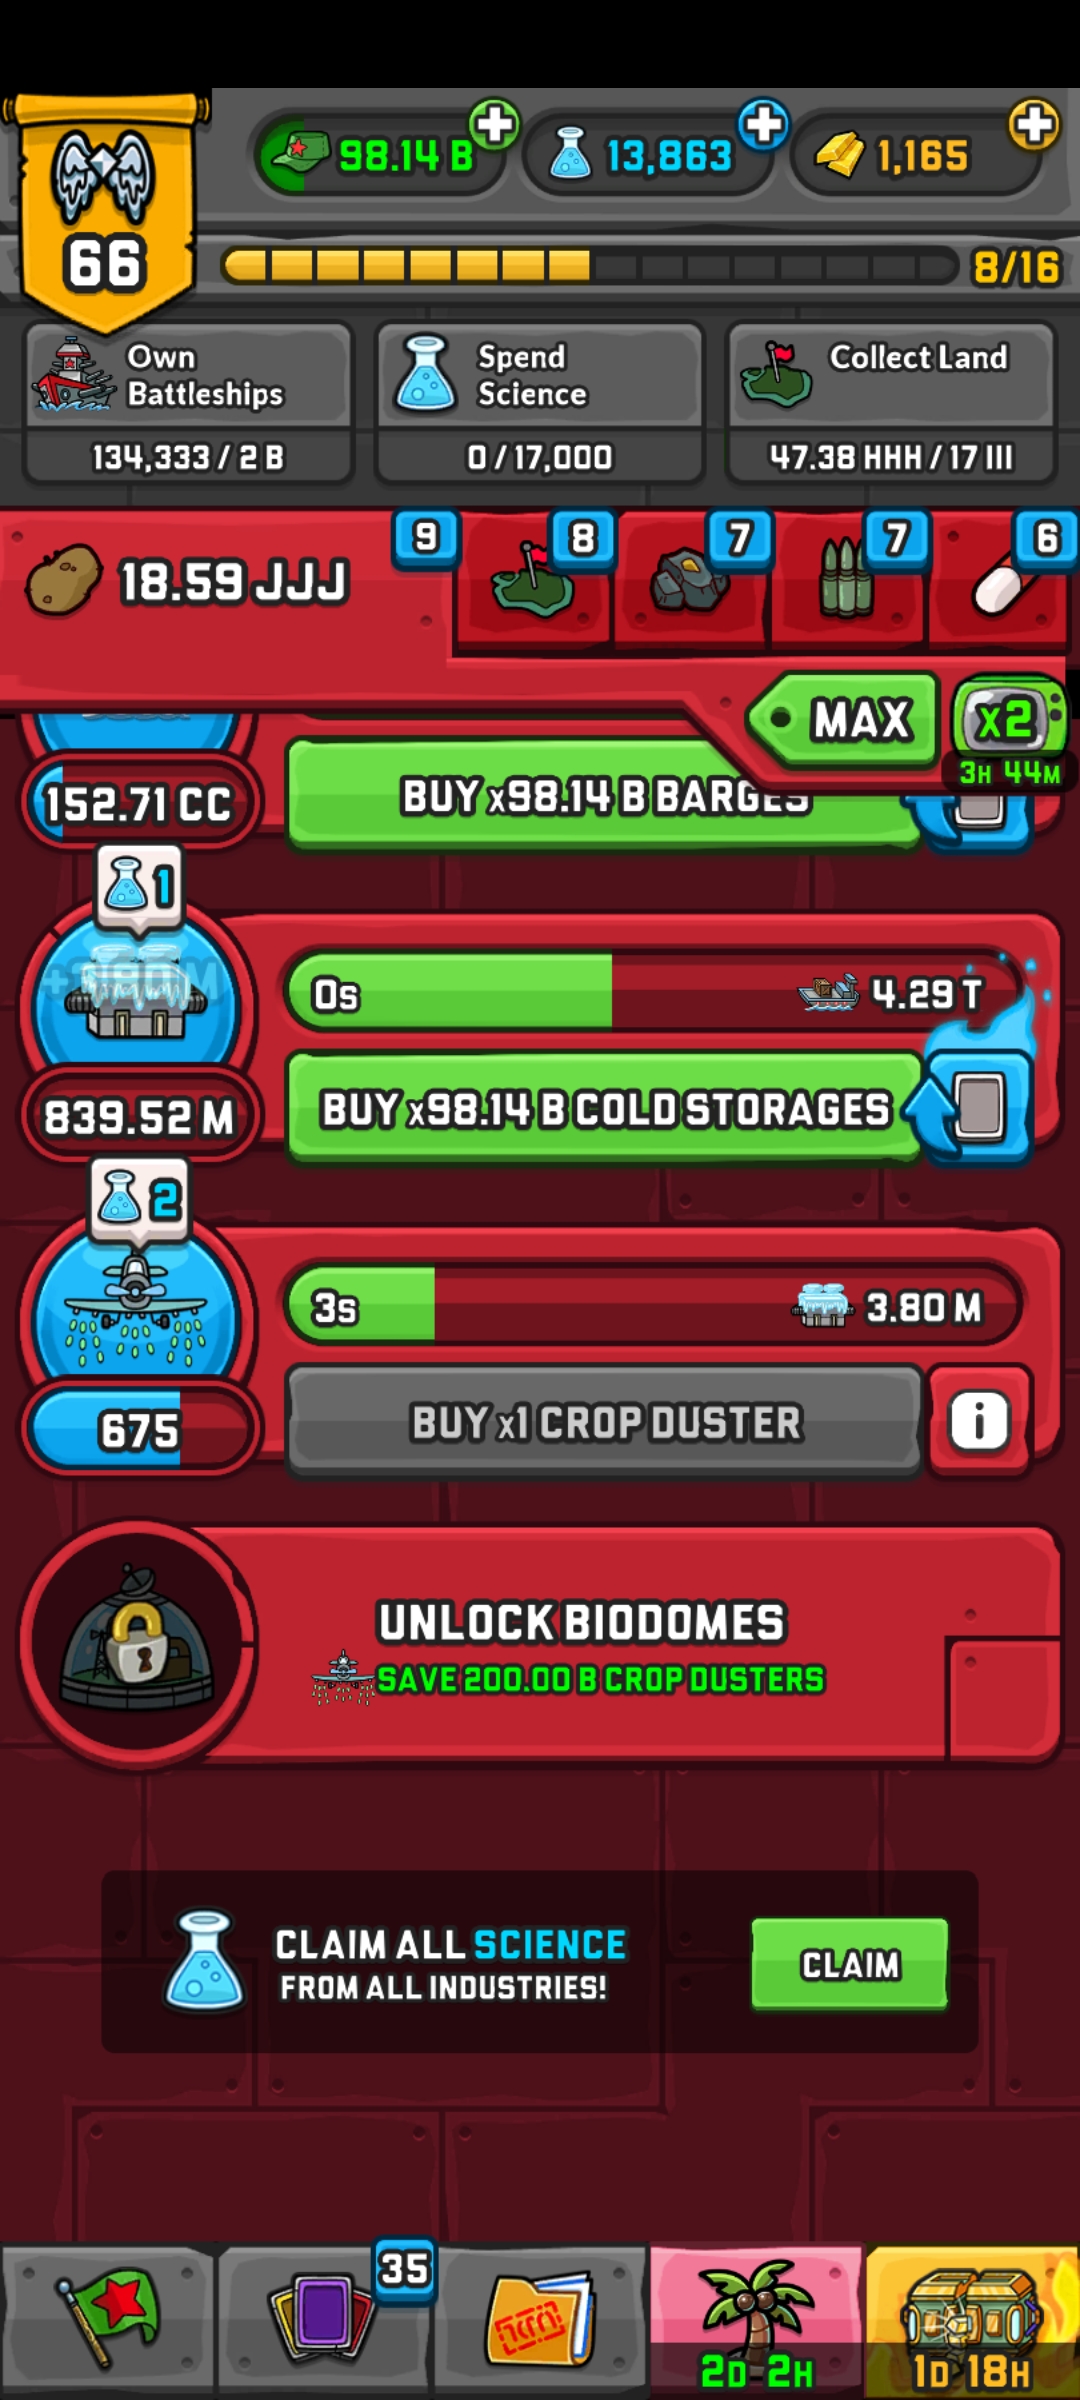 66
98.14 B
13,863
1,165
8/16
Own
Battleships
134,333 / 2 B
Spend
Science
0 / 17,000
Collect Land
47.38 HHH / 17 III
18.59 JJJ
9
8
7
7
6
MAX
x2
3H 44M
152.71 CC
BUY x98.14 B BARGES
1
0s
4.29 T
839.52 M
BUY x98.14 B COLD STORAGES
2
3s
3.80 M
675
BUY x1 CROP DUSTER
i
UNLOCK BIODOMES
SAVE 200.00 B CROP DUSTERS
CLAIM ALL SCIENCE
FROM ALL INDUSTRIES!
CLAIM
35
2D 2H
1D 18H